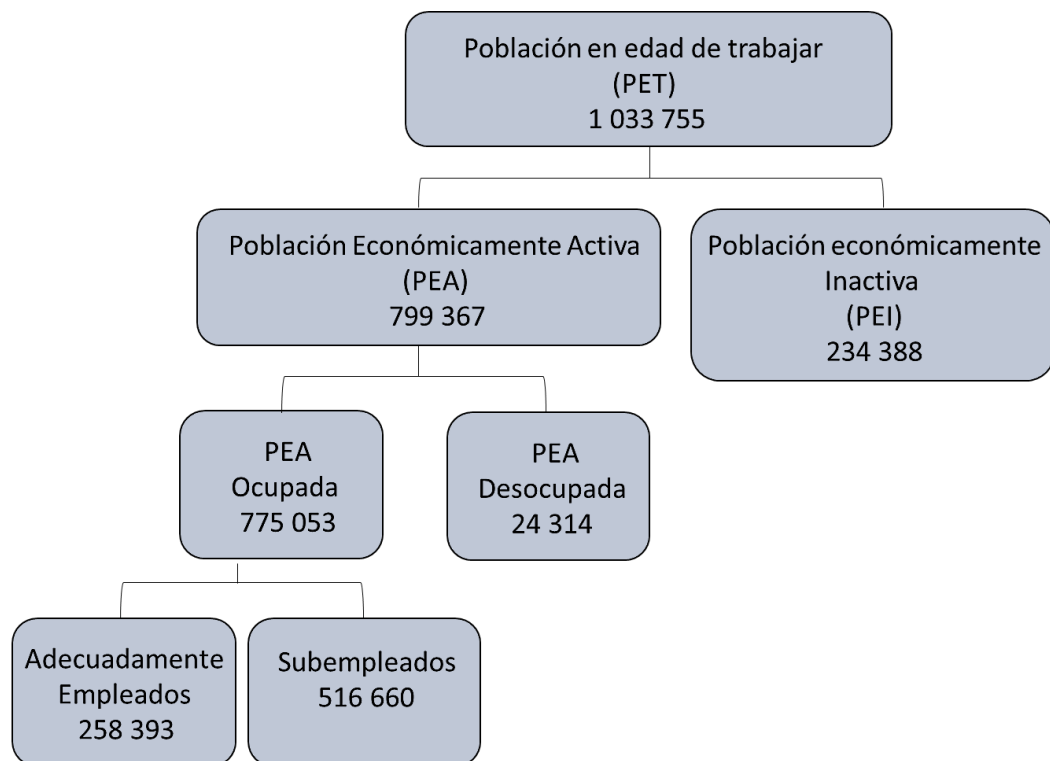 Población en edad de trabajar
(PET)
1 033 755
Población Económicamente Activa
(PEA)
799 367
Población económicamente
Inactiva
(PEI)
234 388
PEA
Ocupada
775 053
PEA
Desocupada
24 314
Adecuadamente
Empleados
258 393
Subempleados
516 660